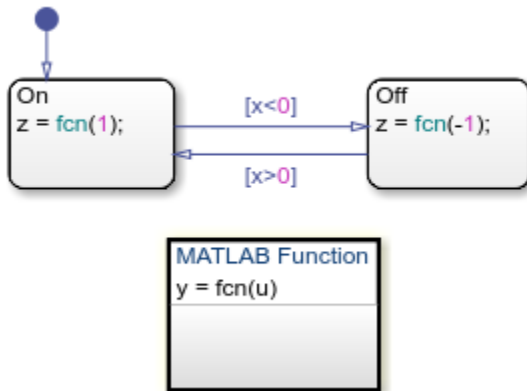 On
z = fcn(1);
[x<0]
Off
z = fcn(-1);
[x>0]
MATLAB Function
y = fcn(u)